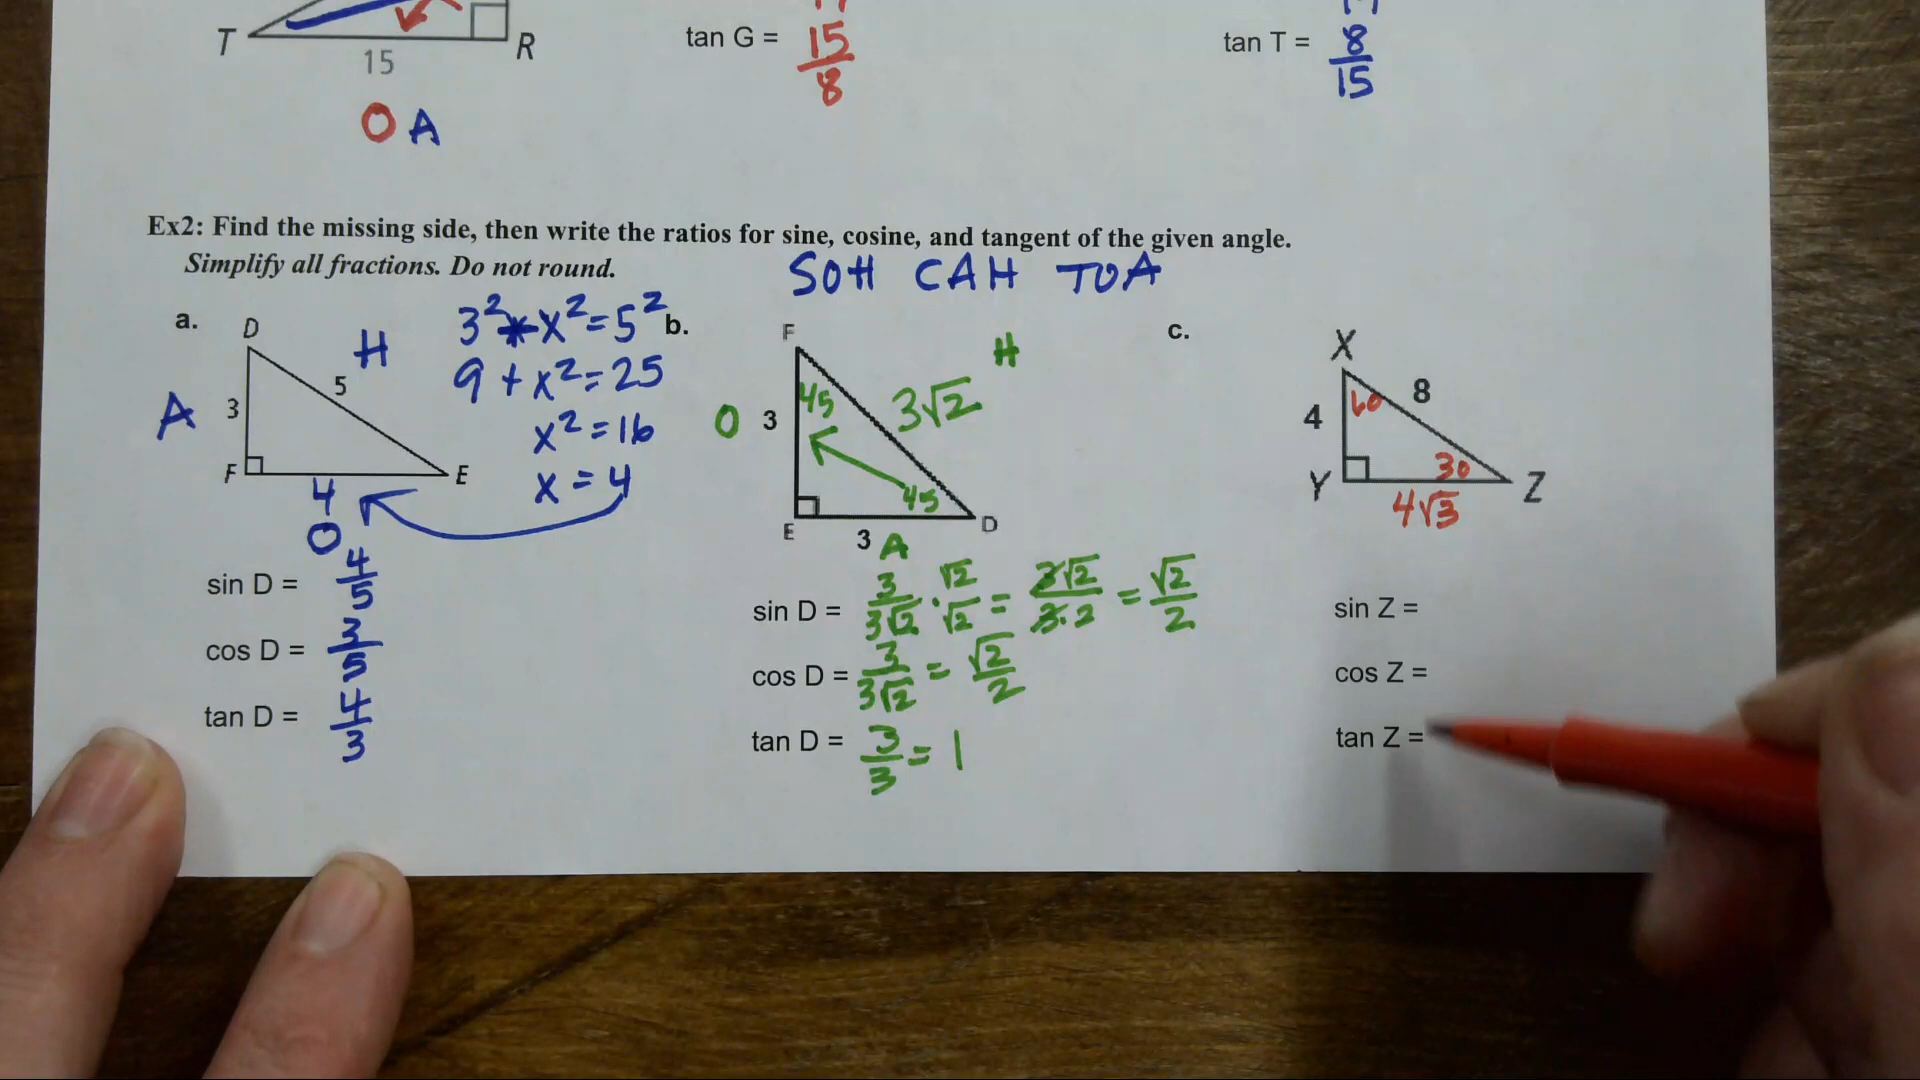 T
15
R
O A
tan G = 15/8
tan T = 8/15
Ex2: Find the missing side, then write the ratios for sine, cosine, and tangent of the given angle.
Simplify all fractions. Do not round.
SOH CAH TOA
a.
D
H
5
A
3
F
E
4
O
3² + x² = 5²
9 + x² = 25
x² = 16
x = 4
sin D = 4/5
cos D = 3/5
tan D = 4/3
b.
F
H
45
3√2
O
3
45
E
D
3
A
sin D = 3/3√2 · √2/√2 = 3√2/3·2 = √2/2
cos D = 3/3√2 = √2/2
tan D = 3/3 = 1
c.
X
60
8
4
30
Y
Z
4√3
sin Z =
cos Z =
tan Z =